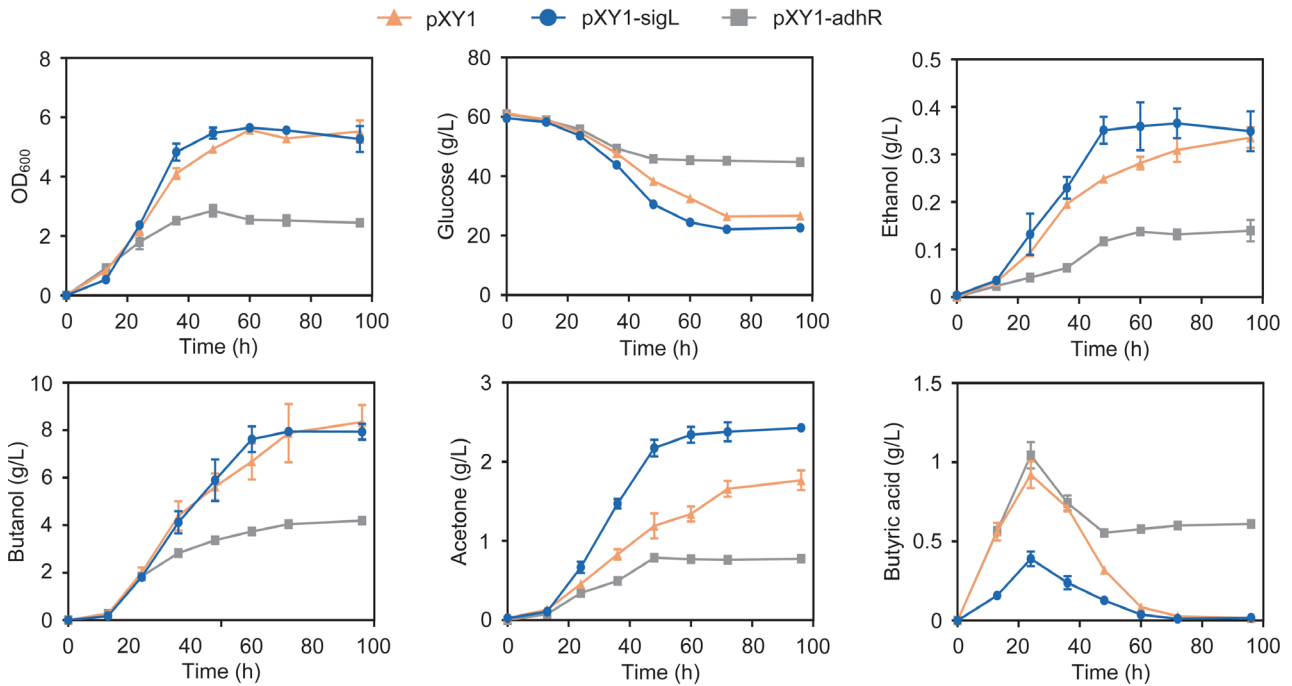 pXY1 pXY1-sigL pXY1-adhR
OD600
8
6
4
2
0
0 20 40 60 80 100
Time (h)
Glucose (g/L)
80
60
40
20
0
0 20 40 60 80 100
Time (h)
Ethanol (g/L)
0.5
0.4
0.3
0.2
0.1
0
0 20 40 60 80 100
Time (h)
Butanol (g/L)
10
8
6
4
2
0
0 20 40 60 80 100
Time (h)
Acetone (g/L)
3
2
1
0
0 20 40 60 80 100
Time (h)
Butyric acid (g/L)
1.5
1
0.5
0
0 20 40 60 80 100
Time (h)